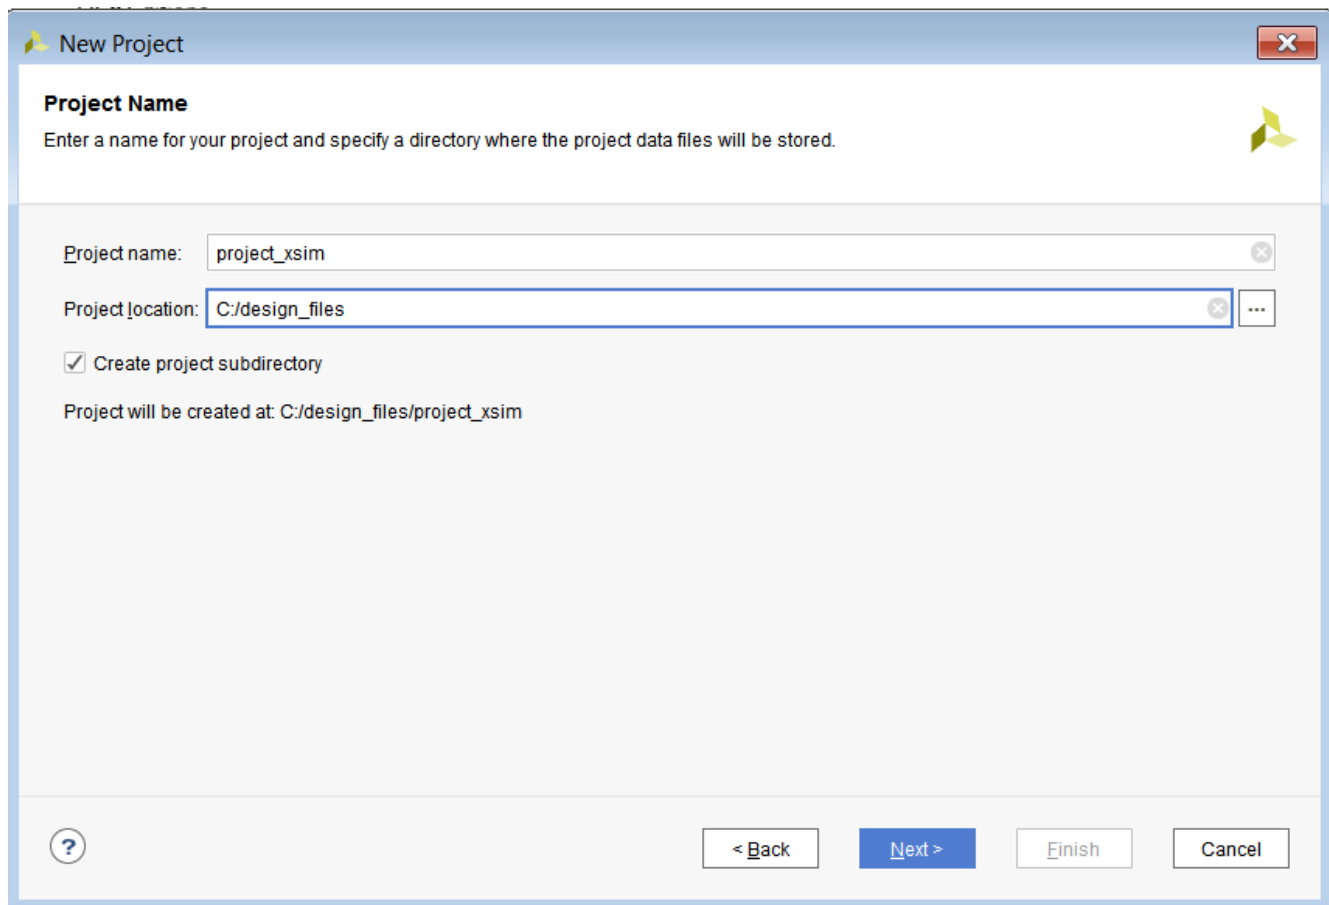 New Project
Project Name
Enter a name for your project and specify a directory where the project data files will be stored.
Project name: project_xsim
Project location: C:/design_files ...
Create project subdirectory
Project will be created at: C:/design_files/project_xsim
? < Back Next > Finish Cancel